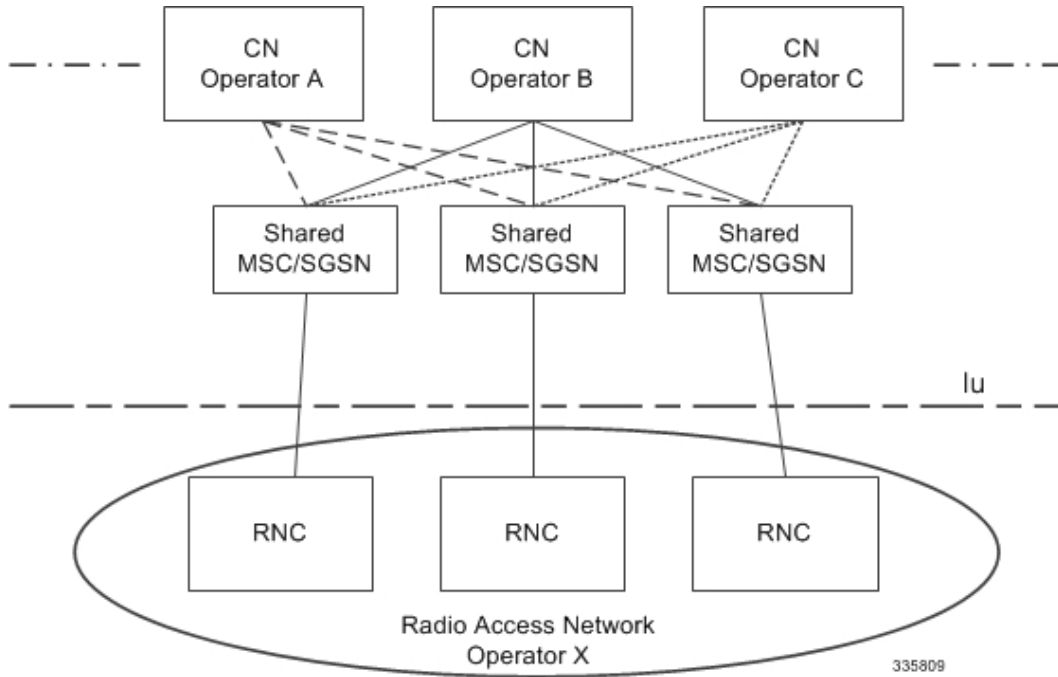 CN
Operator A
CN
Operator B
CN
Operator C
Shared
MSC/SGSN
Shared
MSC/SGSN
Shared
MSC/SGSN
Iu
RNC
RNC
RNC
Radio Access Network
Operator X
335809